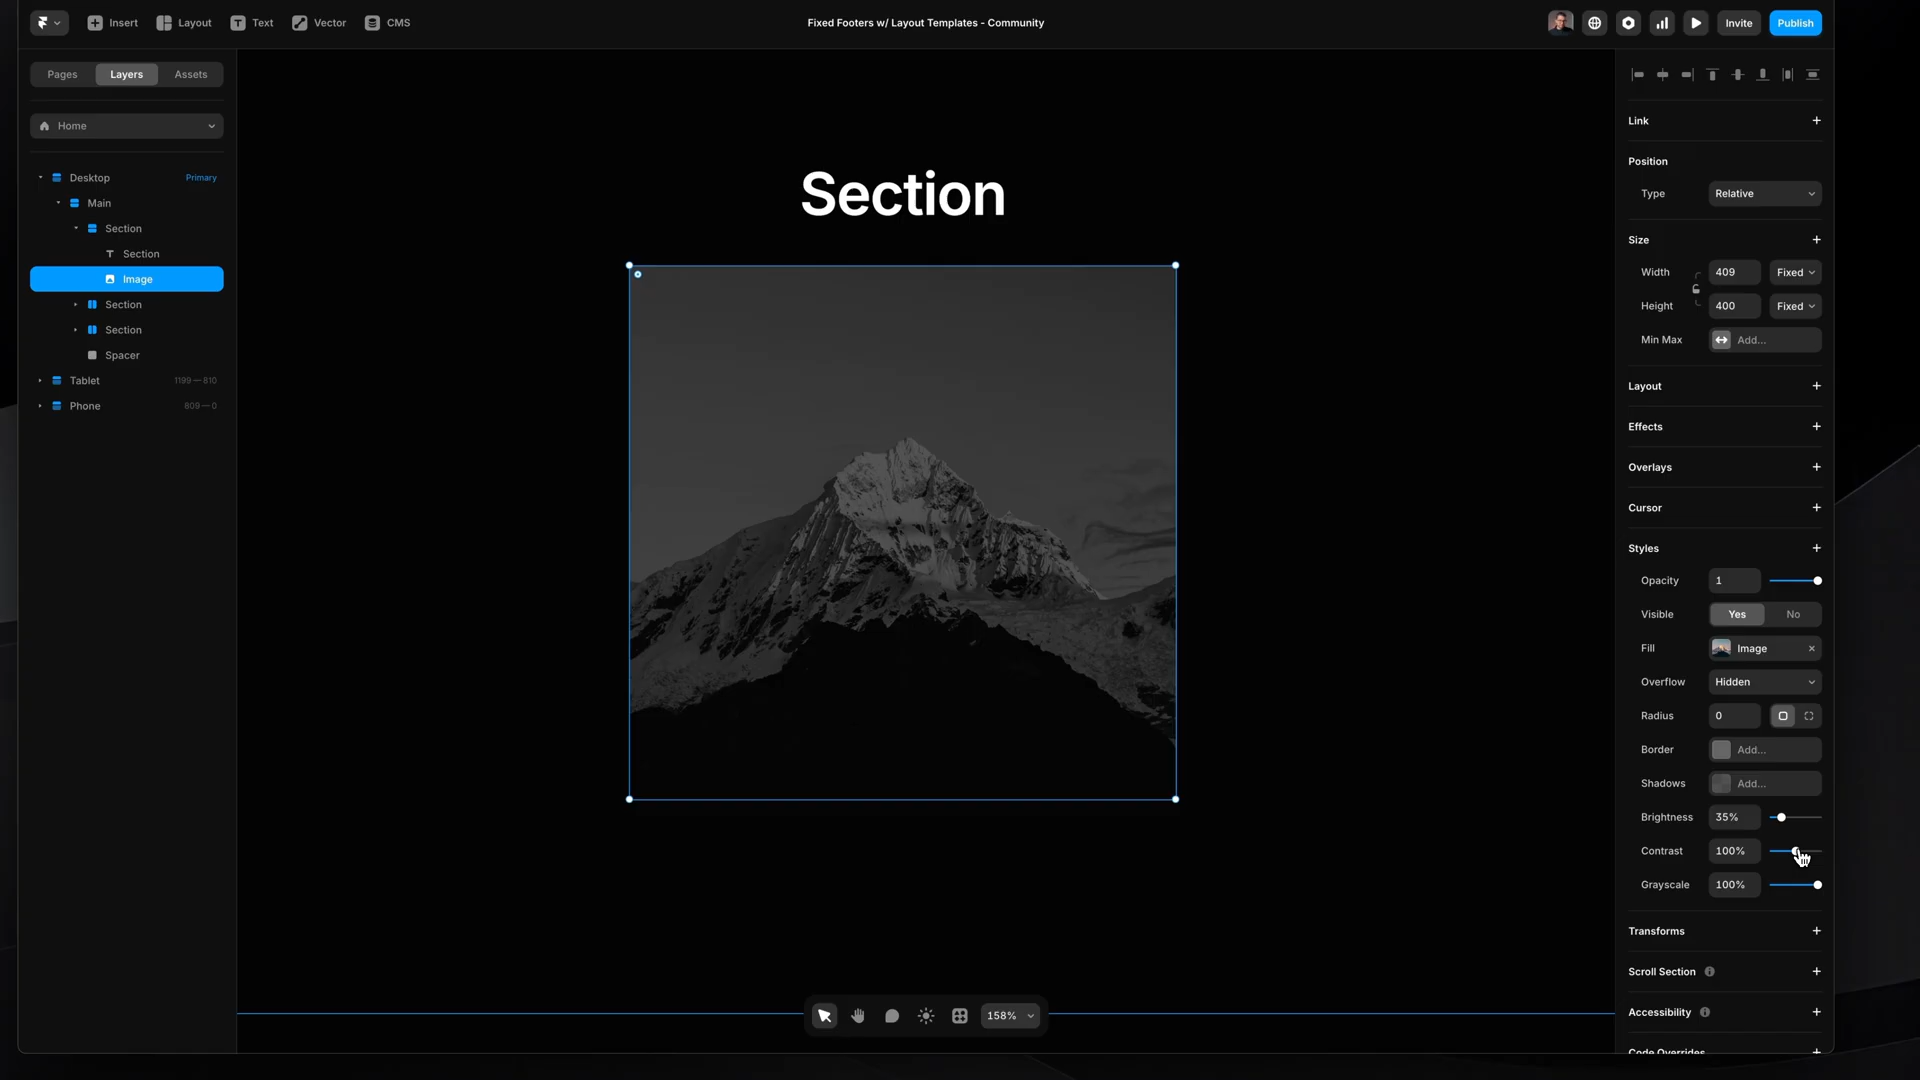 Insert
Layout
Text
Vector
CMS
Fixed Footers w/ Layout Templates - Community
Invite
Publish
Pages
Layers
Assets
Home
Desktop
Primary
Main
Section
Section
Image
Section
Section
Spacer
Tablet
1199 — 810
Phone
809 — 0
Section
158%
Link
Position
Type
Relative
Size
Width
409
Fixed
Height
400
Fixed
Min Max
Add...
Layout
Effects
Overlays
Cursor
Styles
Opacity
1
Visible
Yes
No
Fill
Image
Overflow
Hidden
Radius
0
Border
Add...
Shadows
Add...
Brightness
35%
Contrast
100%
Grayscale
100%
Transforms
Scroll Section
Accessibility
Code Overrides